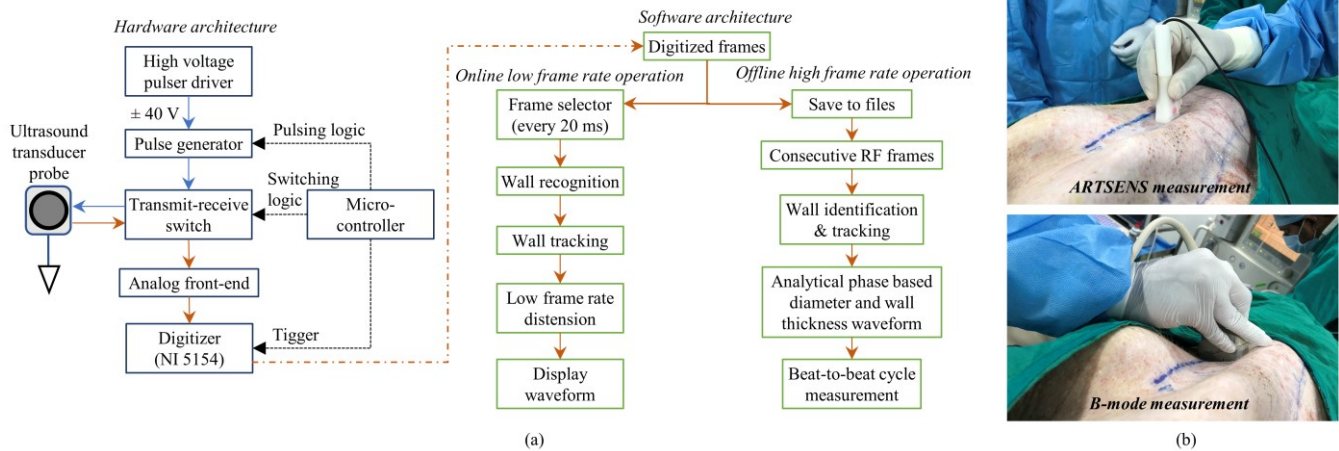 Hardware architecture
High voltage
pulser driver
± 40 V
Pulse generator
Pulsing logic
Ultrasound
transducer
probe
Switching
logic
Transmit-receive
switch
Micro-
controller
Analog front-end
Digitizer
(NI 5154)
Tigger
Software architecture
Digitized frames
Online low frame rate operation
Frame selector
(every 20 ms)
Wall recognition
Wall tracking
Low frame rate
distension
Display
waveform
Offline high frame rate operation
Save to files
Consecutive RF frames
Wall identification
& tracking
Analytical phase based
diameter and wall
thickness waveform
Beat-to-beat cycle
measurement
(a)
ARTSENS measurement
B-mode measurement
(b)